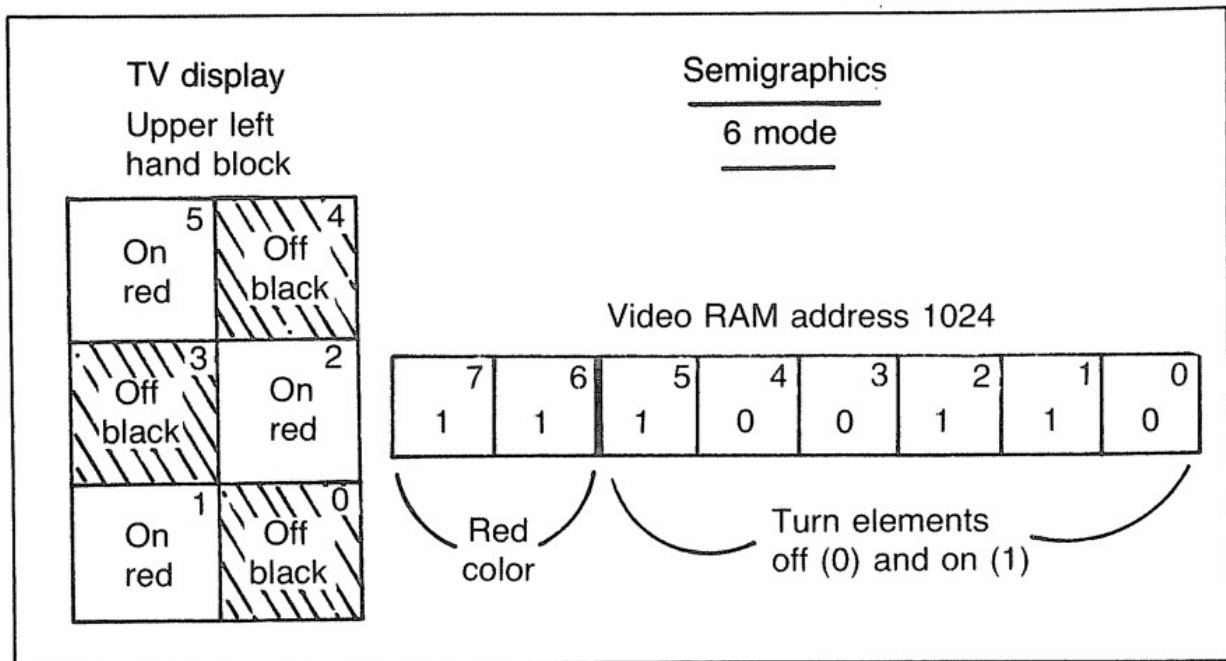 TV display
Upper left
hand block
Semigraphics
6 mode
5
On
red
4
Off
black
3
Off
black
2
On
red
1
On
red
0
Off
black
Video RAM address 1024
7 6 5 4 3 2 1 0
1 1 1 0 0 1 1 0
Red
color
Turn elements
off (0) and on (1)